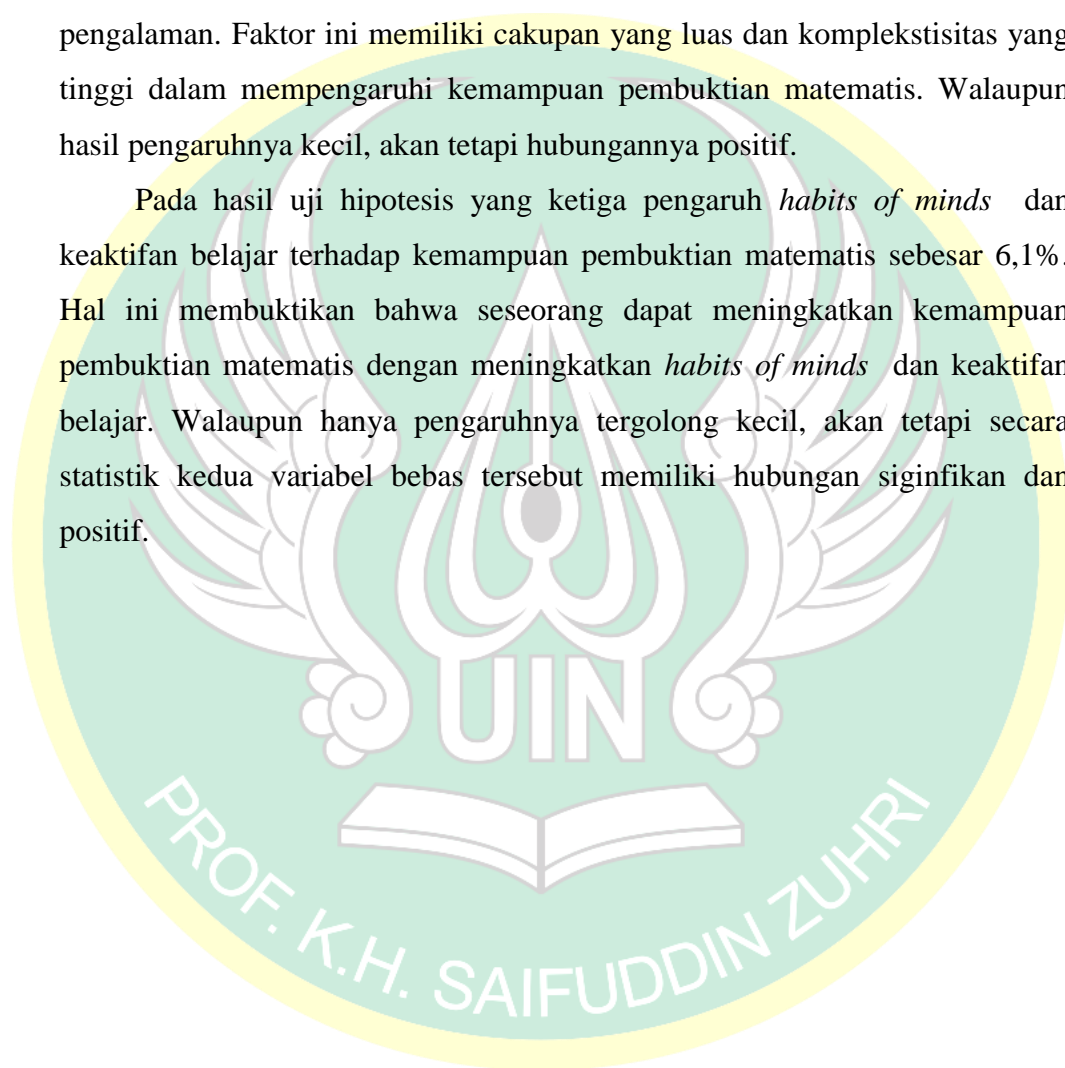 pengalaman. Faktor ini memiliki cakupan yang luas dan komplekstisitas yang
tinggi dalam mempengaruhi kemampuan pembuktian matematis. Walaupun
hasil pengaruhnya kecil, akan tetapi hubungannya positif.
Pada hasil uji hipotesis yang ketiga pengaruh habits of minds dan
keaktifan belajar terhadap kemampuan pembuktian matematis sebesar 6,1%.
Hal ini membuktikan bahwa seseorang dapat meningkatkan kemampuan
pembuktian matematis dengan meningkatkan habits of minds dan keaktifan
belajar. Walaupun hanya pengaruhnya tergolong kecil, akan tetapi secara
statistik kedua variabel bebas tersebut memiliki hubungan siginfikan dan
positif.
UIN
PROF. K.H. SAIFUDDIN ZUHRI